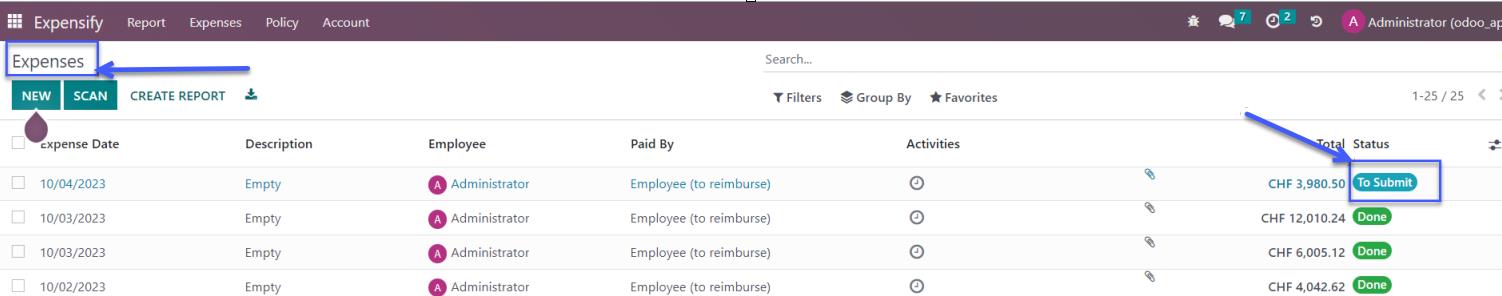 Expensify Report Expenses Policy Account 7 2 A Administrator (odoo_ap
Expenses
Search...
NEW SCAN CREATE REPORT Filters Group By Favorites 1-25 / 25
Expense Date Description Employee Paid By Activities Total Status
10/04/2023 Empty A Administrator Employee (to reimburse) CHF 3,980.50 To Submit
10/03/2023 Empty A Administrator Employee (to reimburse) CHF 12,010.24 Done
10/03/2023 Empty A Administrator Employee (to reimburse) CHF 6,005.12 Done
10/02/2023 Empty A Administrator Employee (to reimburse) CHF 4,042.62 Done